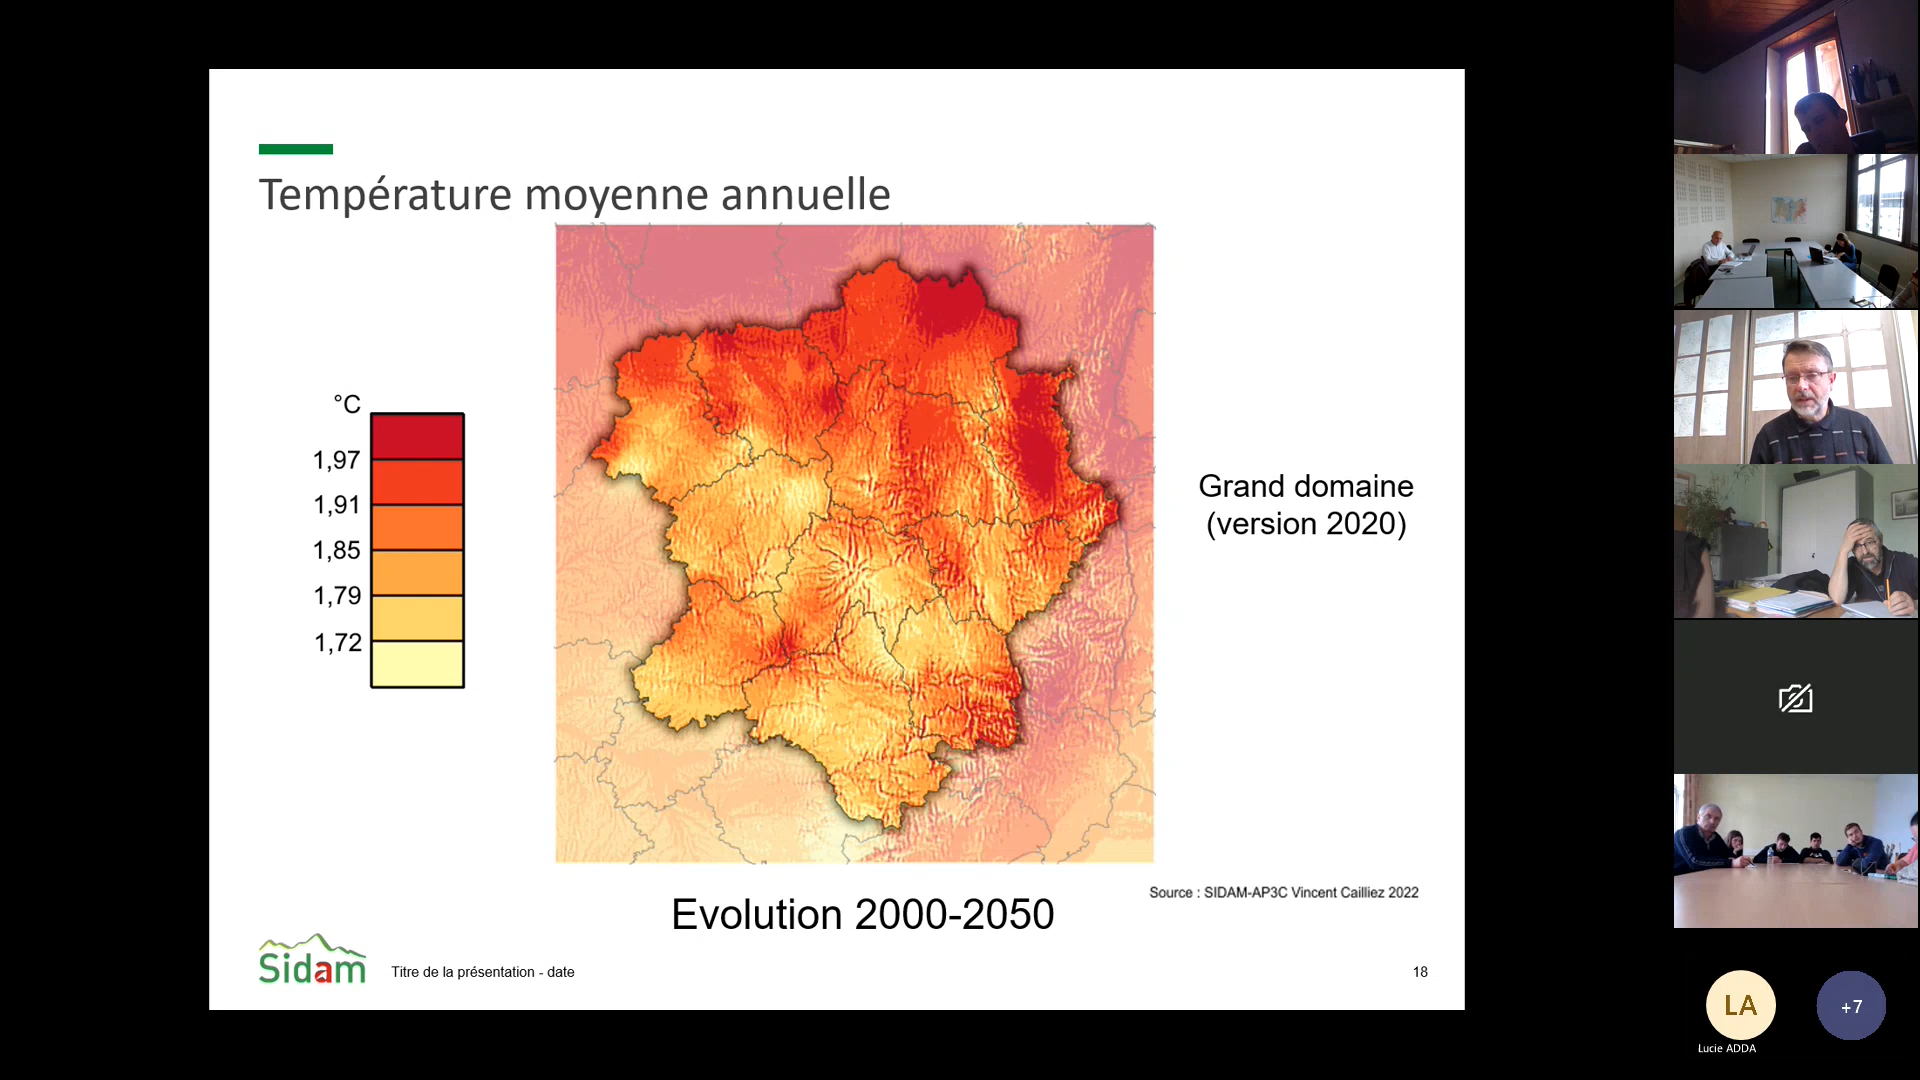 Température moyenne annuelle
°C
1,97
1,91
1,85
1,79
1,72
Grand domaine
(version 2020)
Source : SIDAM-AP3C Vincent Cailliez 2022
Evolution 2000-2050
Sidam
Titre de la présentation - date
18
LA
+7
Lucie ADDA